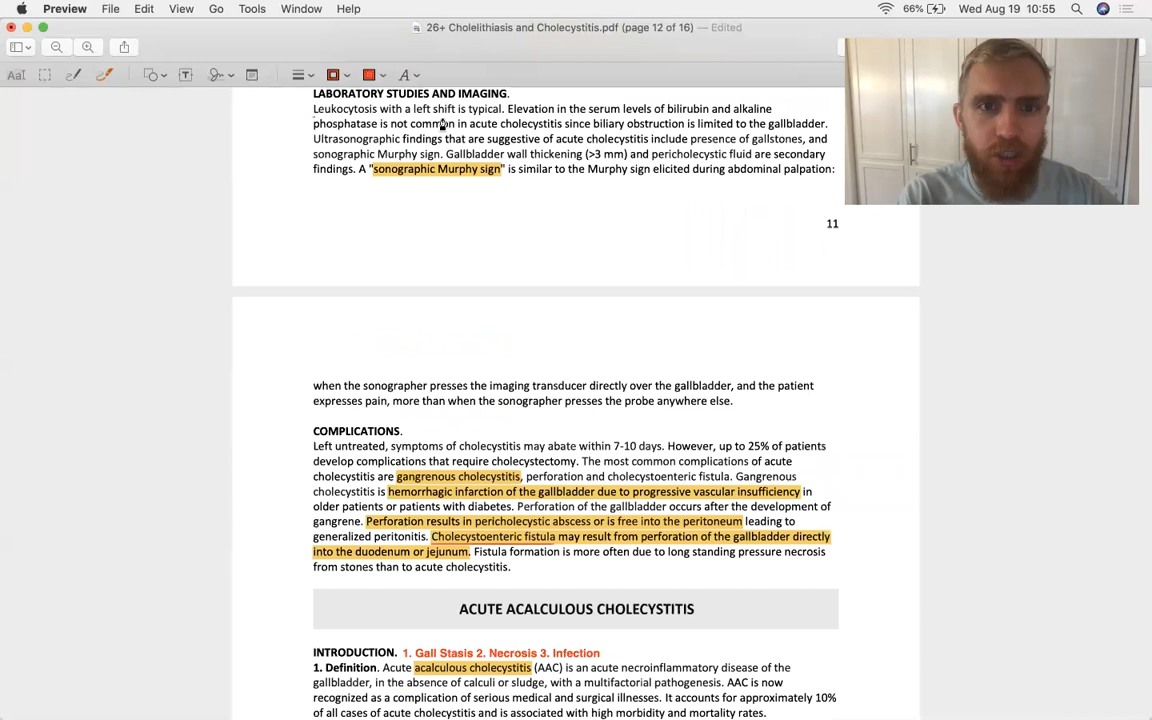 Preview File Edit View Go Tools Window Help 66% Wed Aug 19 10:55
26+ Cholelithiasis and Cholecystitis.pdf (page 12 of 16) — Edited
LABORATORY STUDIES AND IMAGING.
Leukocytosis with a left shift is typical. Elevation in the serum levels of bilirubin and alkaline
phosphatase is not common in acute cholecystitis since biliary obstruction is limited to the gallbladder.
Ultrasonographic findings that are suggestive of acute cholecystitis include presence of gallstones, and
sonographic Murphy sign. Gallbladder wall thickening (>3 mm) and pericholecystic fluid are secondary
findings. A "sonographic Murphy sign" is similar to the Murphy sign elicited during abdominal palpation:
11
when the sonographer presses the imaging transducer directly over the gallbladder, and the patient
expresses pain, more than when the sonographer presses the probe anywhere else.
COMPLICATIONS.
Left untreated, symptoms of cholecystitis may abate within 7-10 days. However, up to 25% of patients
develop complications that require cholecystectomy. The most common complications of acute
cholecystitis are gangrenous cholecystitis, perforation and cholecystoenteric fistula. Gangrenous
cholecystitis is hemorrhagic infarction of the gallbladder due to progressive vascular insufficiency in
older patients or patients with diabetes. Perforation of the gallbladder occurs after the development of
gangrene. Perforation results in pericholecystic abscess or is free into the peritoneum leading to
generalized peritonitis. Cholecystoenteric fistula may result from perforation of the gallbladder directly
into the duodenum or jejunum. Fistula formation is more often due to long standing pressure necrosis
from stones than to acute cholecystitis.
ACUTE ACALCULOUS CHOLECYSTITIS
INTRODUCTION. 1. Gall Stasis 2. Necrosis 3. Infection
1. Definition. Acute acalculous cholecystitis (AAC) is an acute necroinflammatory disease of the
gallbladder, in the absence of calculi or sludge, with a multifactorial pathogenesis. AAC is now
recognized as a complication of serious medical and surgical illnesses. It accounts for approximately 10%
of all cases of acute cholecystitis and is associated with high morbidity and mortality rates.